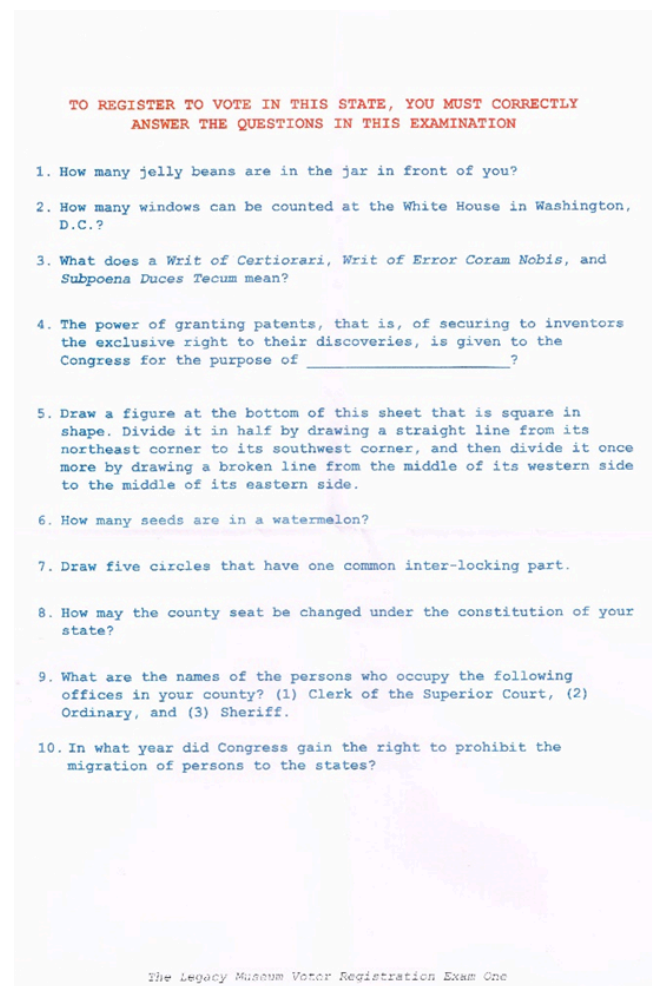 TO REGISTER TO VOTE IN THIS STATE, YOU MUST CORRECTLY
ANSWER THE QUESTIONS IN THIS EXAMINATION
1. How many jelly beans are in the jar in front of you?
2. How many windows can be counted at the White House in Washington,
D.C.?
3. What does a Writ of Certiorari, Writ of Error Coram Nobis, and
Subpoena Duces Tecum mean?
4. The power of granting patents, that is, of securing to inventors
the exclusive right to their discoveries, is given to the
Congress for the purpose of ______________________?
5. Draw a figure at the bottom of this sheet that is square in
shape. Divide it in half by drawing a straight line from its
northeast corner to its southwest corner, and then divide it once
more by drawing a broken line from the middle of its western side
to the middle of its eastern side.
6. How many seeds are in a watermelon?
7. Draw five circles that have one common inter-locking part.
8. How may the county seat be changed under the constitution of your
state?
9. What are the names of the persons who occupy the following
offices in your county? (1) Clerk of the Superior Court, (2)
Ordinary, and (3) Sheriff.
10. In what year did Congress gain the right to prohibit the
migration of persons to the states?
The Legacy Museum Voter Registration Exam One